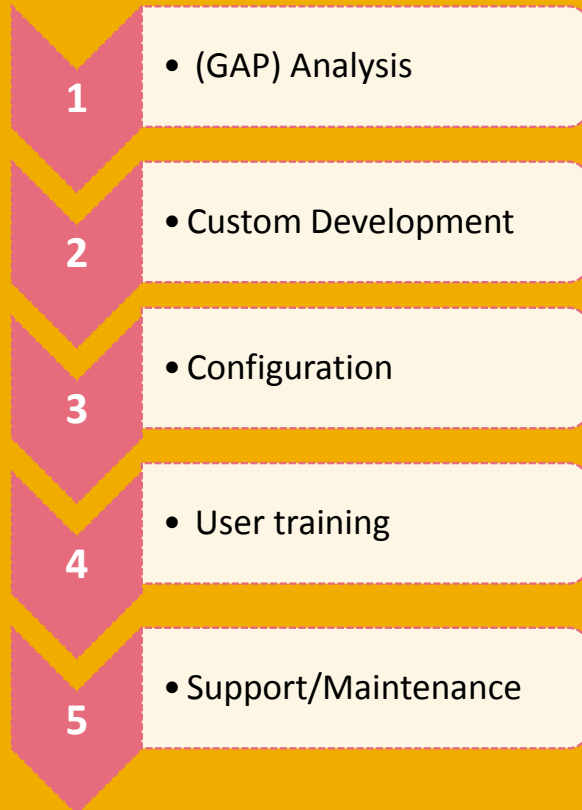 1
• (GAP) Analysis
2
• Custom Development
3
• Configuration
4
• User training
5
• Support/Maintenance